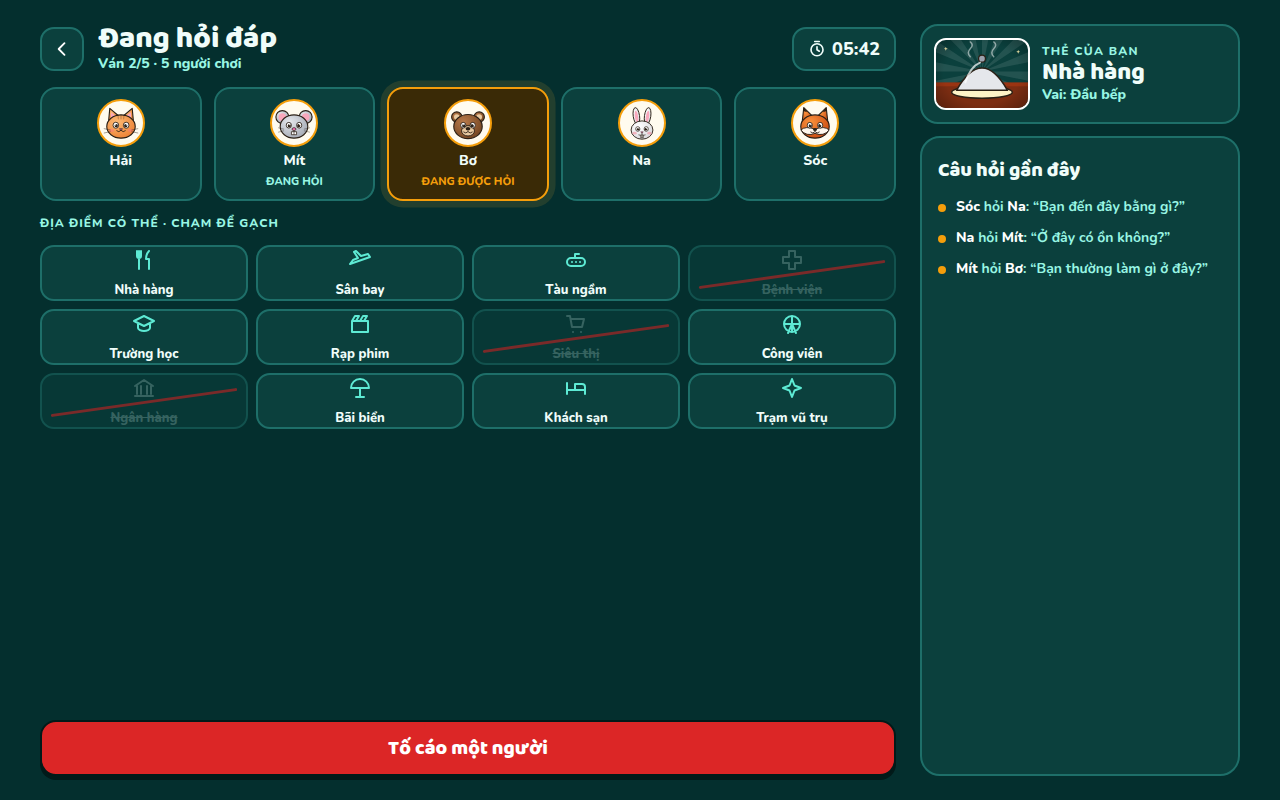 Đang hỏi đáp
Ván 2/5 · 5 người chơi
05:42
Hải
Mít
ĐANG HỎI
Bơ
ĐANG ĐƯỢC HỎI
Na
Sóc
ĐỊA ĐIỂM CÓ THỂ · CHẠM ĐỂ GẠCH
Nhà hàng
Sân bay
Tàu ngầm
Bệnh viện
Trường học
Rạp phim
Siêu thị
Công viên
Ngân hàng
Bãi biển
Khách sạn
Trạm vũ trụ
Tố cáo một người
THẺ CỦA BẠN
Nhà hàng
Vai: Đầu bếp
Câu hỏi gần đây
Sóc hỏi Na: “Bạn đến đây bằng gì?”
Na hỏi Mít: “Ở đây có ồn không?”
Mít hỏi Bơ: “Bạn thường làm gì ở đây?”